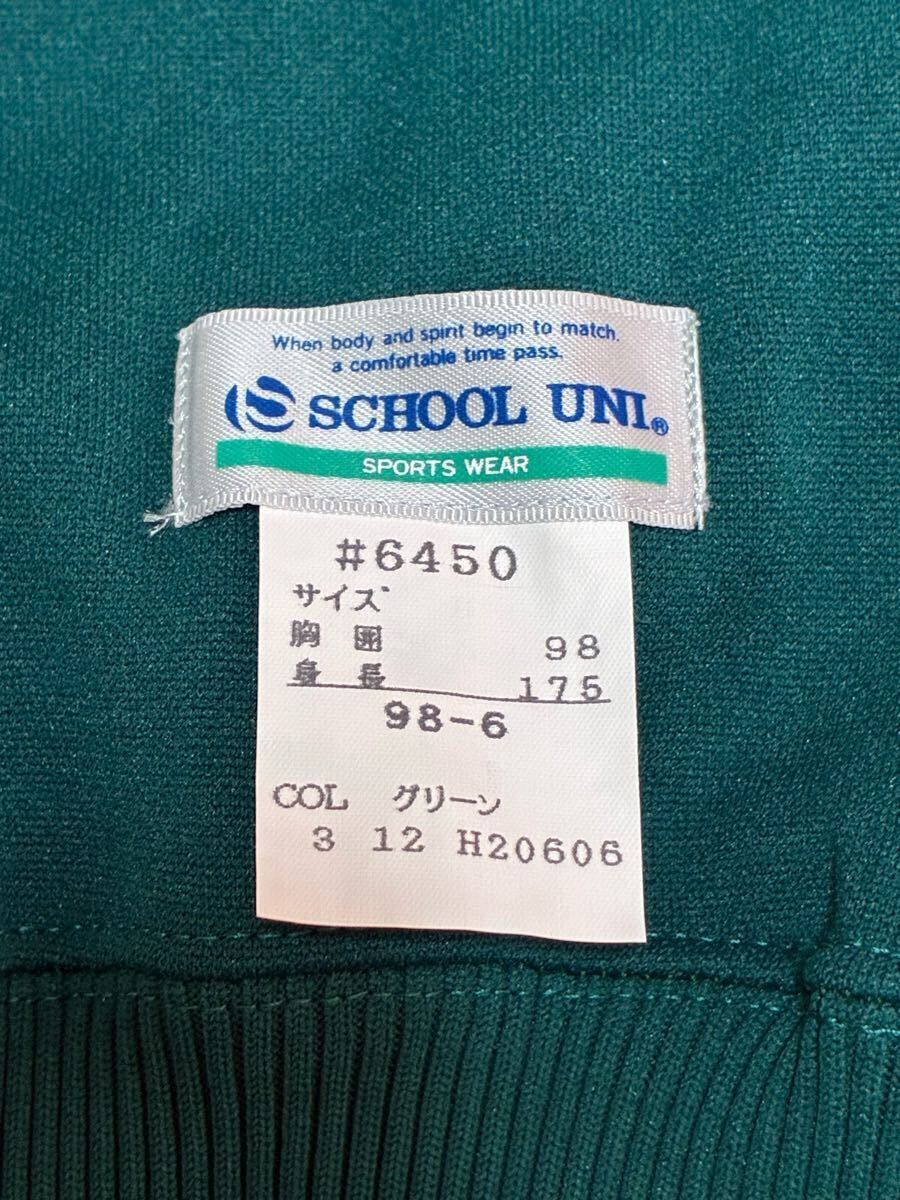 When body and spirit begin to match,
a comfortable time pass.
SCHOOL UNI®
SPORTS WEAR
#6450
サイズ
胸囲 98
身長 175
98-6
COL グリーン
3 12 H20606